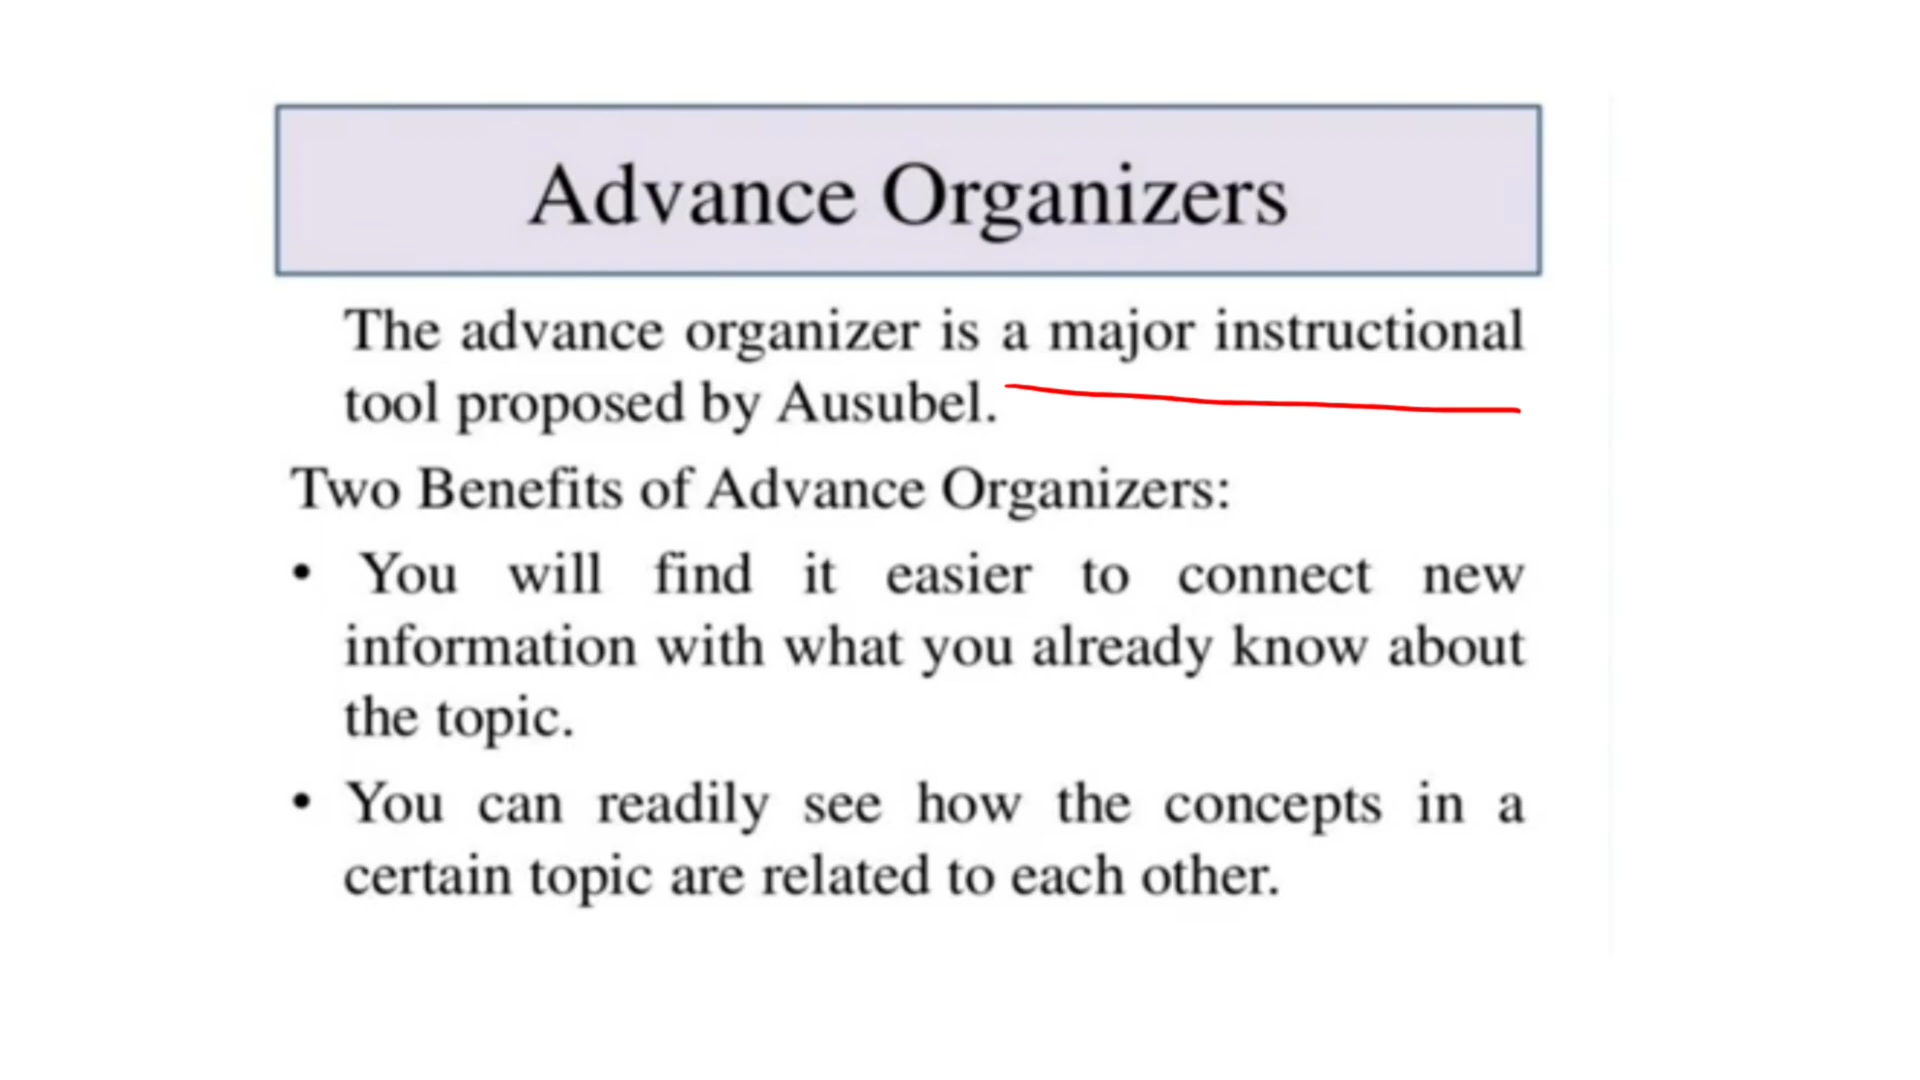 Advance Organizers
The advance organizer is a major instructional
tool proposed by Ausubel.
Two Benefits of Advance Organizers:
• You will find it easier to connect new
information with what you already know about
the topic.
• You can readily see how the concepts in a
certain topic are related to each other.